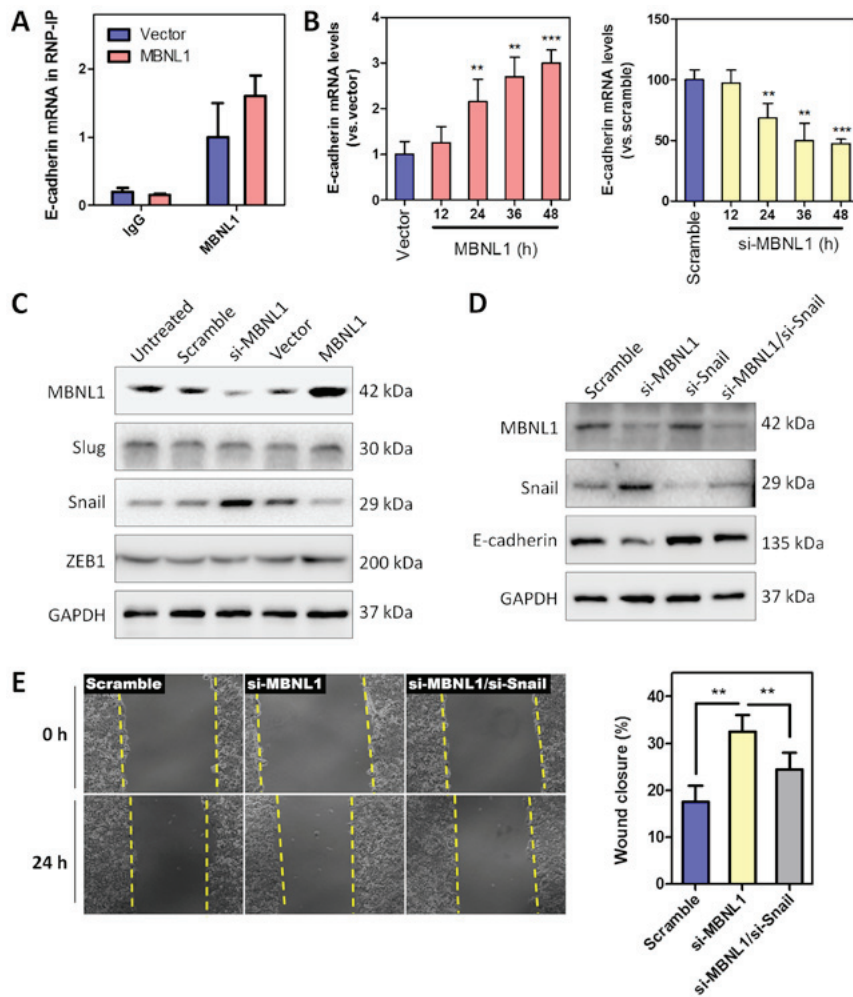 A
Vector
MBNL1
E-cadherin mRNA in RNP-IP
2
1
0
IgG
MBNL1
B
E-cadherin mRNA levels
(vs.vector)
4
3
2
1
0
**
**
***
Vector
12 24 36 48
MBNL1 (h)
E-cadherin mRNA levels
(vs.scramble)
150
100
50
0
**
**
***
Scramble
12 24 36 48
si-MBNL1 (h)
C
Untreated Scramble si-MBNL1 Vector MBNL1
MBNL1 42 kDa
Slug 30 kDa
Snail 29 kDa
ZEB1 200 kDa
GAPDH 37 kDa
D
Scramble si-MBNL1 si-Snail si-MBNL1/si-Snail
MBNL1 42 kDa
Snail 29 kDa
E-cadherin 135 kDa
GAPDH 37 kDa
E
Scramble si-MBNL1 si-MBNL1/si-Snail
0 h
24 h
Wound closure (%)
40
30
20
10
0
** **
Scramble
si-MBNL1
si-MBNL1/si-Snail